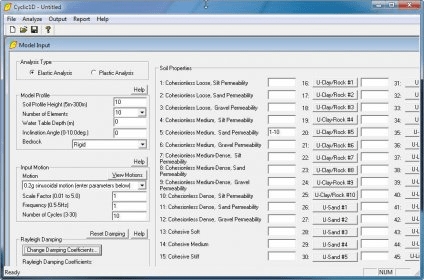 Cyclic1D - Untitled
File Analyze Output Report Help
Model Input
Analysis Type
Elastic Analysis Plastic Analysis
Help
Model Profile
Soil Profile Height (5m-300m) 10
Number of Elements 10
Water Table Depth (m) 0
Inclination Angle (0-10.0deg.) 0
Bedrock Rigid
Help
Input Motion
Motion View Motions
0.2g sinusoidal motion (enter parameters below)
Scale Factor (0.01 to 5.0) 1
Frequency (0.5-5Hz) 1
Number of Cycles (3-30) 10
Reset Damping Help
Rayleigh Damping
Change Damping Coefficients...
Rayleigh Damping Coefficients:
Soil Properties
1: Cohesionless Loose, Silt Permeability 16: U-Clay/Rock #1 31:
2: Cohesionless Loose, Sand Permeability 17: U-Clay/Rock #2 32:
3: Cohesionless Loose, Gravel Permeability 18: U-Clay/Rock #3 33:
4: Cohesionless Medium, Silt Permeability 19: U-Clay/Rock #4 34:
5: Cohesionless Medium, Sand Permeability 1-10 20: U-Clay/Rock #5 35:
6: Cohesionless Medium, Gravel Permeability 21: U-Clay/Rock #6 36:
7: Cohesionless Medium-Dense, Silt Permeability 22: U-Clay/Rock #7 37:
8: Cohesionless Medium-Dense, Sand Permeability 23: U-Clay/Rock #8 38:
9: Cohesionless Medium-Dense, Gravel Permeability 24: U-Clay/Rock #9 39:
10: Cohesionless Dense, Silt Permeability 25: U-Clay/Rock #10 40:
11: Cohesionless Dense, Sand Permeability 26: U-Sand #1 41:
12: Cohesionless Dense, Gravel Permeability 27: U-Sand #2 42:
13: Cohesive Soft 28: U-Sand #3 43:
14: Cohesive Medium 29: U-Sand #4 44:
15: Cohesive Stiff 30: U-Sand #5 45:
Ready NUM